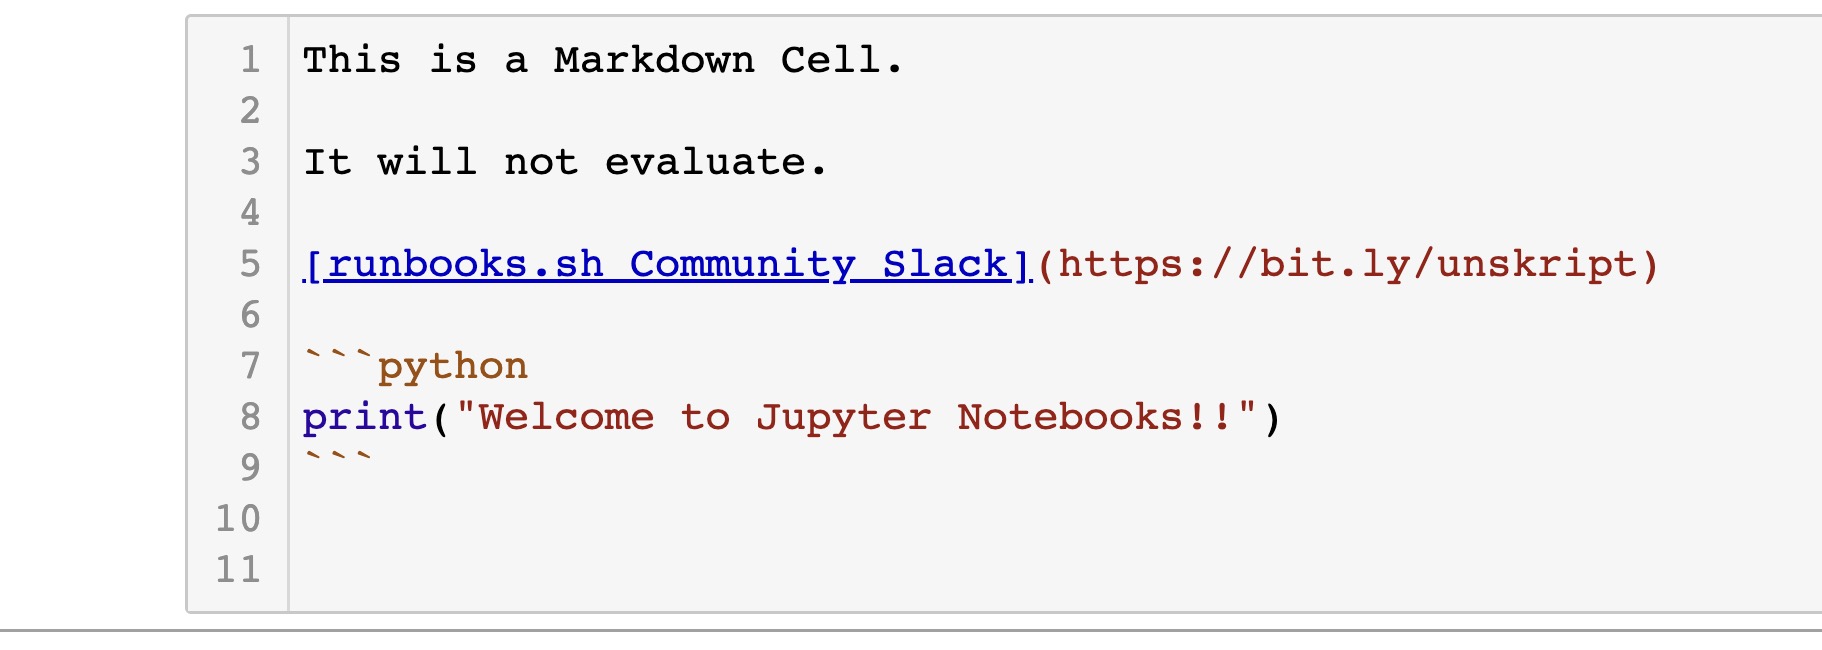 1 This is a Markdown Cell.
2
3 It will not evaluate.
4
5 [runbooks.sh Community Slack](https://bit.ly/unskript)
6
7 ```python
8 print("Welcome to Jupyter Notebooks!!")
9 ```
10
11